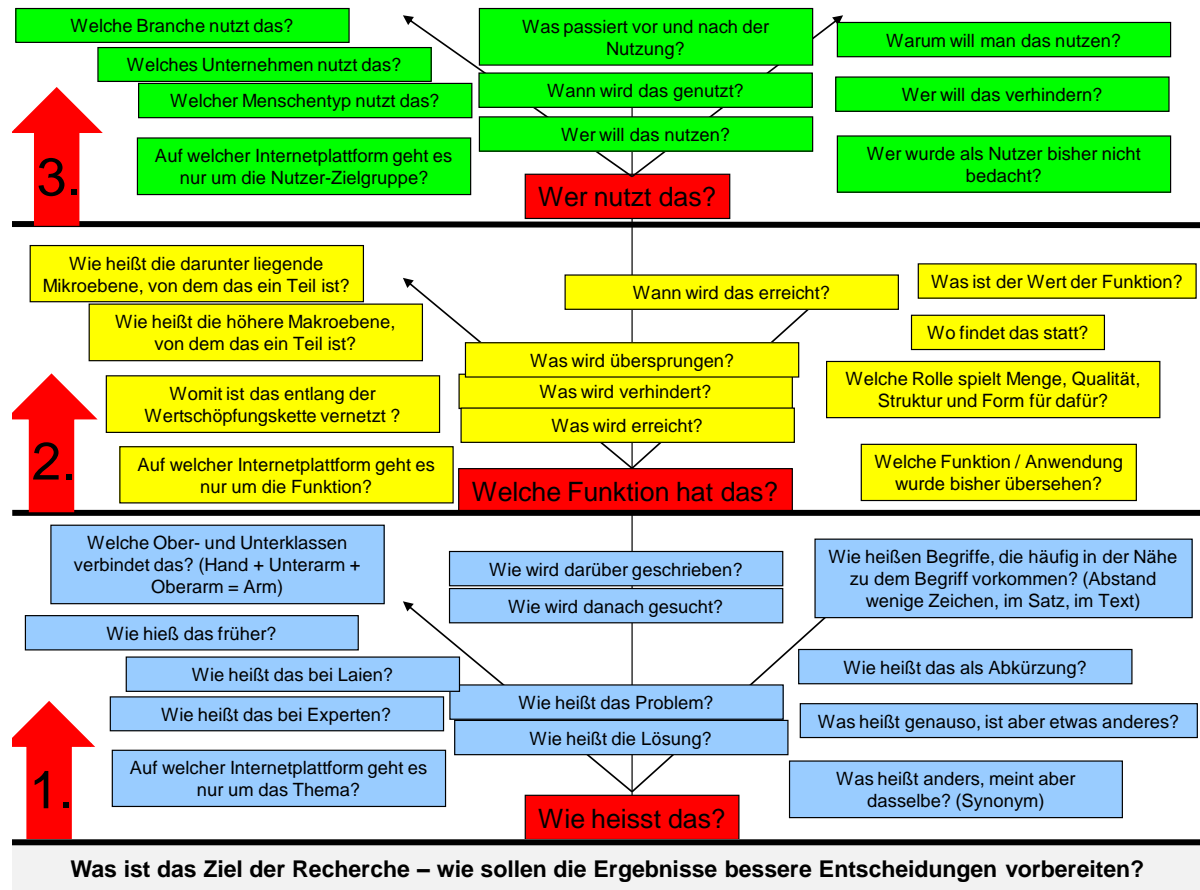 Welche Branche nutzt das?
Welches Unternehmen nutzt das?
Welcher Menschentyp nutzt das?
Auf welcher Internetplattform geht es
nur um die Nutzer-Zielgruppe?
Was passiert vor und nach der
Nutzung?
Wann wird das genutzt?
Wer will das nutzen?
Warum will man das nutzen?
Wer will das verhindern?
Wer wurde als Nutzer bisher nicht
bedacht?
3.
Wer nutzt das?
Wie heißt die darunter liegende
Mikroebene, von dem das ein Teil ist?
Wie heißt die höhere Makroebene,
von dem das ein Teil ist?
Womit ist das entlang der
Wertschöpfungskette vernetzt ?
Auf welcher Internetplattform geht es
nur um die Funktion?
Wann wird das erreicht?
Was wird übersprungen?
Was wird verhindert?
Was wird erreicht?
Was ist der Wert der Funktion?
Wo findet das statt?
Welche Rolle spielt Menge, Qualität,
Struktur und Form für dafür?
Welche Funktion / Anwendung
wurde bisher übersehen?
2.
Welche Funktion hat das?
Welche Ober- und Unterklassen
verbindet das? (Hand + Unterarm +
Oberarm = Arm)
Wie hieß das früher?
Wie heißt das bei Laien?
Wie heißt das bei Experten?
Auf welcher Internetplattform geht es
nur um das Thema?
Wie wird darüber geschrieben?
Wie wird danach gesucht?
Wie heißt das Problem?
Wie heißt die Lösung?
Wie heißen Begriffe, die häufig in der Nähe
zu dem Begriff vorkommen? (Abstand
wenige Zeichen, im Satz, im Text)
Wie heißt das als Abkürzung?
Was heißt genauso, ist aber etwas anderes?
Was heißt anders, meint aber
dasselbe? (Synonym)
1.
Wie heisst das?
Was ist das Ziel der Recherche – wie sollen die Ergebnisse bessere Entscheidungen vorbereiten?